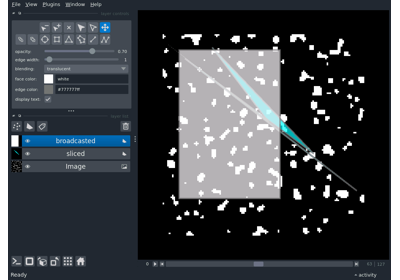 File View Plugins Window Help
opacity: 0.70
edge width: 1
blending: translucent
face color: white
edge color: #777777ff
display text: ✓
broadcasted
sliced
Image
Ready
activity